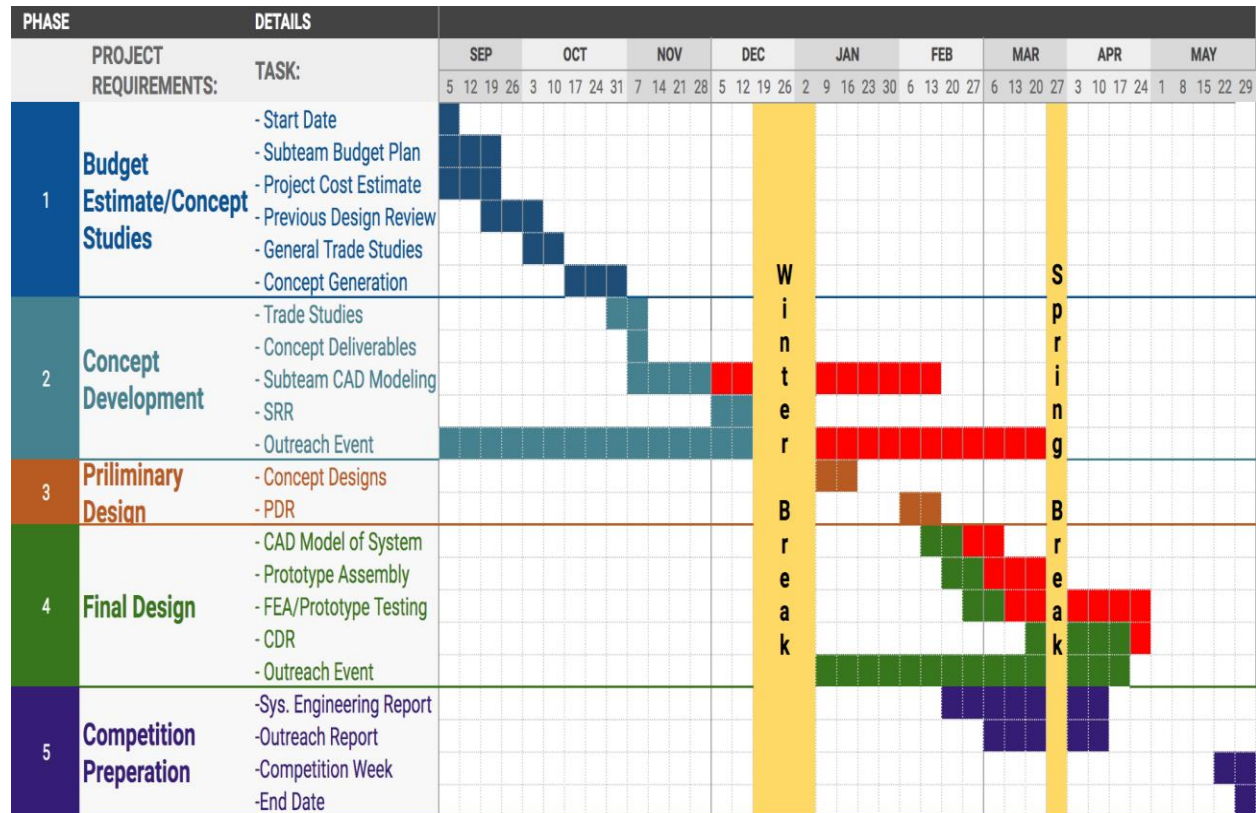 PHASE DETAILS
PROJECT REQUIREMENTS: TASK: SEP OCT NOV DEC JAN FEB MAR APR MAY
5 12 19 26 3 10 17 24 31 7 14 21 28 5 12 19 26 2 9 16 23 30 6 13 20 27 6 13 20 27 3 10 17 24 1 8 15 22 29
1
Budget
Estimate/Concept
Studies
- Start Date
- Subteam Budget Plan
- Project Cost Estimate
- Previous Design Review
- General Trade Studies
- Concept Generation
2
Concept
Development
- Trade Studies
- Concept Deliverables
- Subteam CAD Modeling
- SRR
- Outreach Event
3
Priliminary
Design
- Concept Designs
- PDR
4
Final Design
- CAD Model of System
- Prototype Assembly
- FEA/Prototype Testing
- CDR
- Outreach Event
5
Competition
Preperation
-Sys. Engineering Report
-Outreach Report
-Competition Week
-End Date
Winter Break
Spring Break